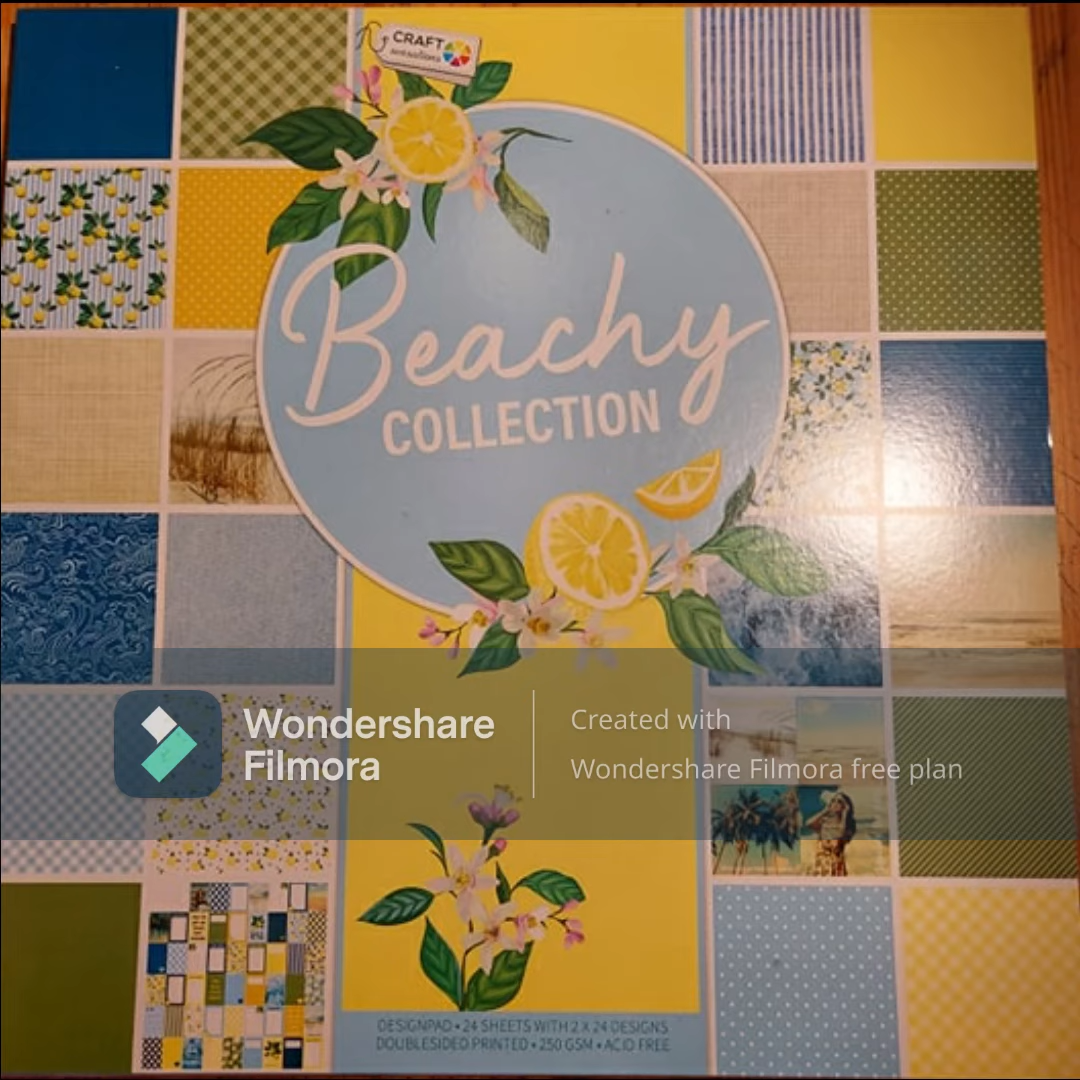 CRAFT
sensations
Beachy
COLLECTION
Wondershare
Filmora
Created with
Wondershare Filmora free plan
DESIGNPAD • 24 SHEETS WITH 2 X 24 DESIGNS
DOUBLESIDED PRINTED • 250 GSM • ACID FREE